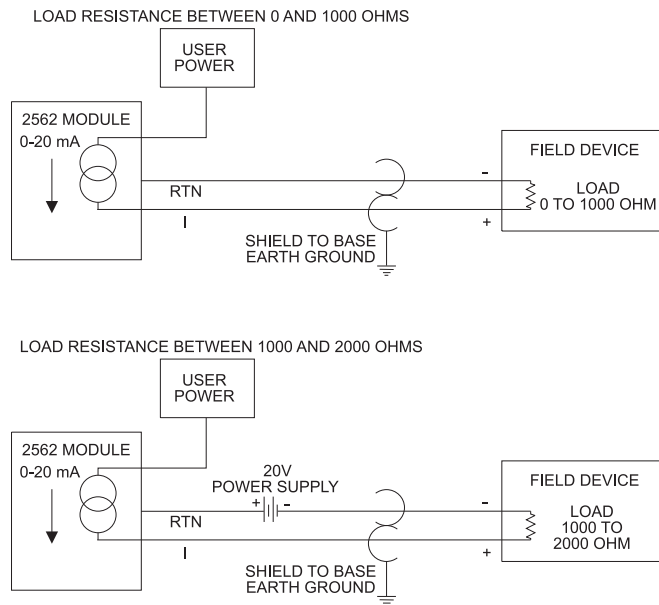 LOAD RESISTANCE BETWEEN 0 AND 1000 OHMS
USER
POWER
2562 MODULE
0-20 mA
RTN
I
SHIELD TO BASE
EARTH GROUND
-
+
FIELD DEVICE
LOAD
0 TO 1000 OHM
LOAD RESISTANCE BETWEEN 1000 AND 2000 OHMS
USER
POWER
2562 MODULE
0-20 mA
20V
POWER SUPPLY
+ -
RTN
I
SHIELD TO BASE
EARTH GROUND
-
+
FIELD DEVICE
LOAD
1000 TO
2000 OHM